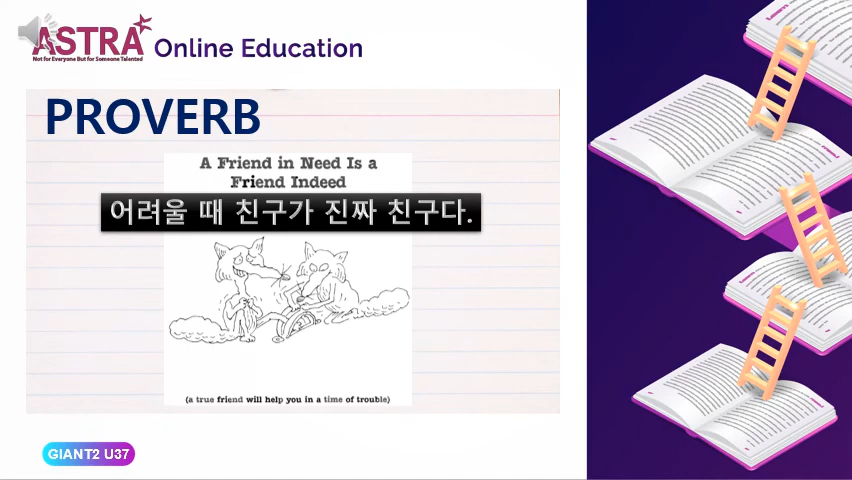 ASTRA
Not for Everyone But for Someone Talented
Online Education
PROVERB
A Friend in Need Is a
Friend Indeed
어려울 때 친구가 진짜 친구다.
(a true friend will help you in a time of trouble)
GIANT2 U37